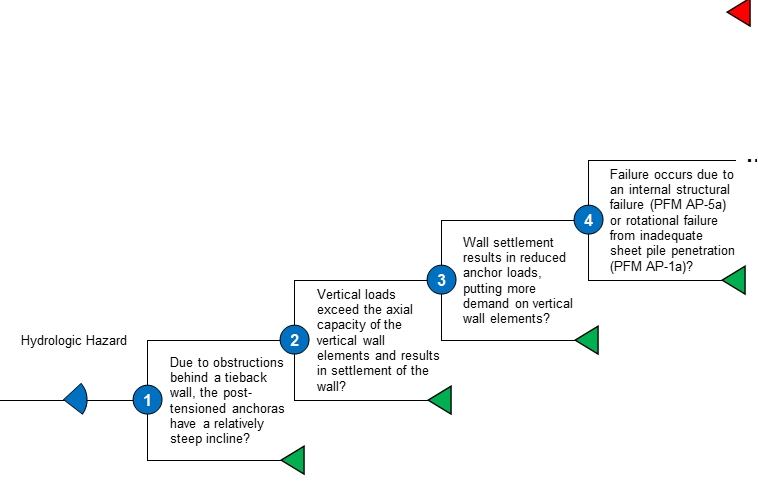 Hydrologic Hazard
1
Due to obstructions
behind a tieback
wall, the post-
tensioned anchoras
have a relatively
steep incline?
2
Vertical loads
exceed the axial
capacity of the
vertical wall
elements and results
in settlement of the
wall?
3
Wall settlement
results in reduced
anchor loads,
putting more
demand on vertical
wall elements?
4
Failure occurs due to
an internal structural
failure (PFM AP-5a)
or rotational failure
from inadequate
sheet pile penetration
(PFM AP-1a)?
..